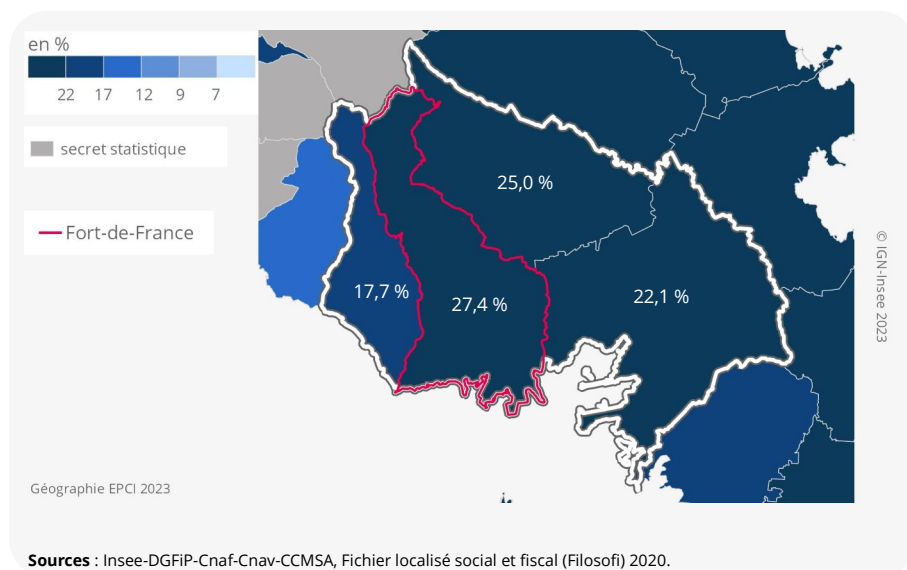 en %
22 17 12 9 7
secret statistique
Fort-de-France
25,0 %
17,7 %
27,4 %
22,1 %
© IGN-Insee 2023
Géographie EPCI 2023
Sources : Insee-DGFiP-Cnaf-Cnav-CCMSA, Fichier localisé social et fiscal (Filosofi) 2020.